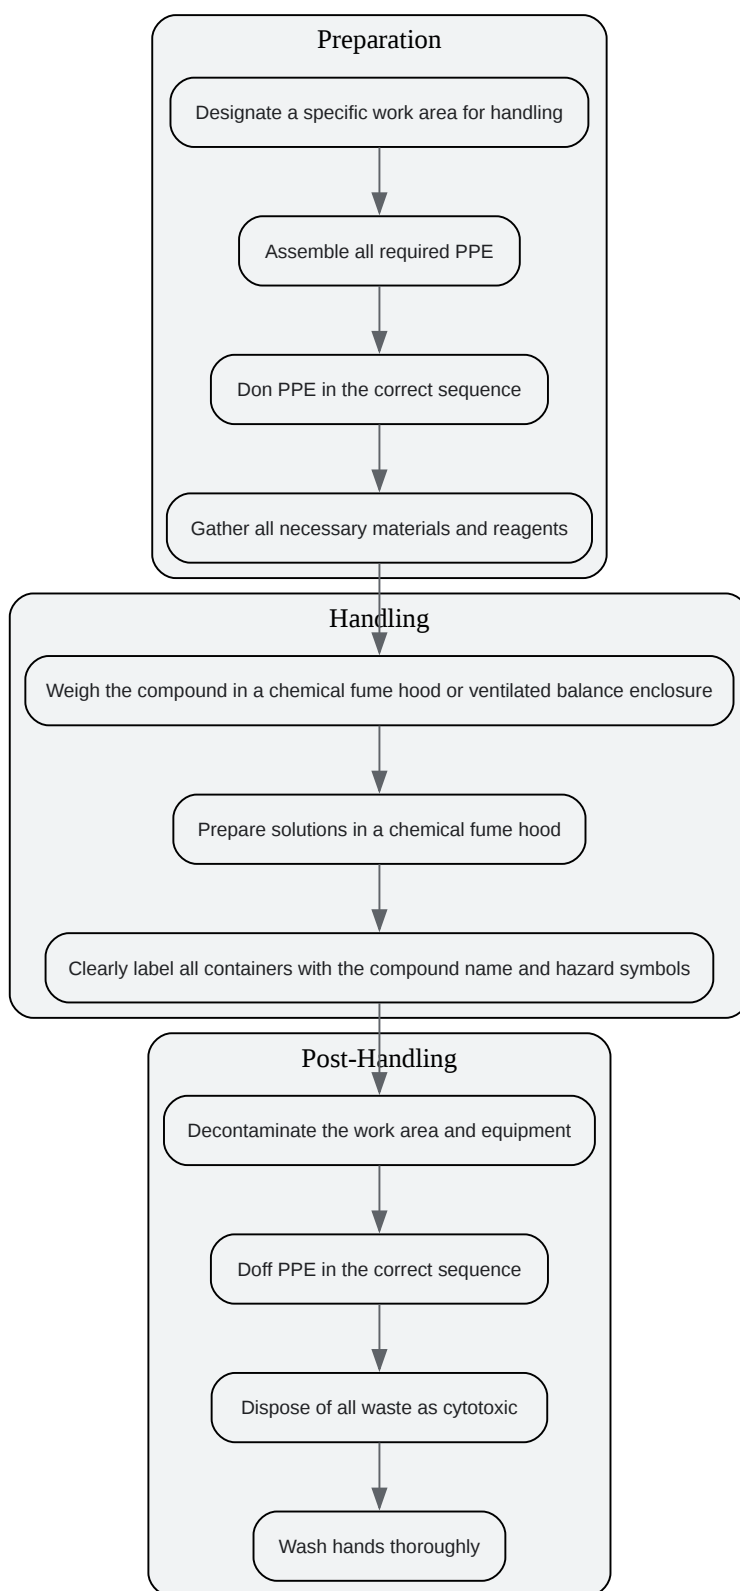 Preparation
Designate a specific work area for handling
Assemble all required PPE
Don PPE in the correct sequence
Gather all necessary materials and reagents
Handling
Weigh the compound in a chemical fume hood or ventilated balance enclosure
Prepare solutions in a chemical fume hood
Clearly label all containers with the compound name and hazard symbols
Post-Handling
Decontaminate the work area and equipment
Doff PPE in the correct sequence
Dispose of all waste as cytotoxic
Wash hands thoroughly